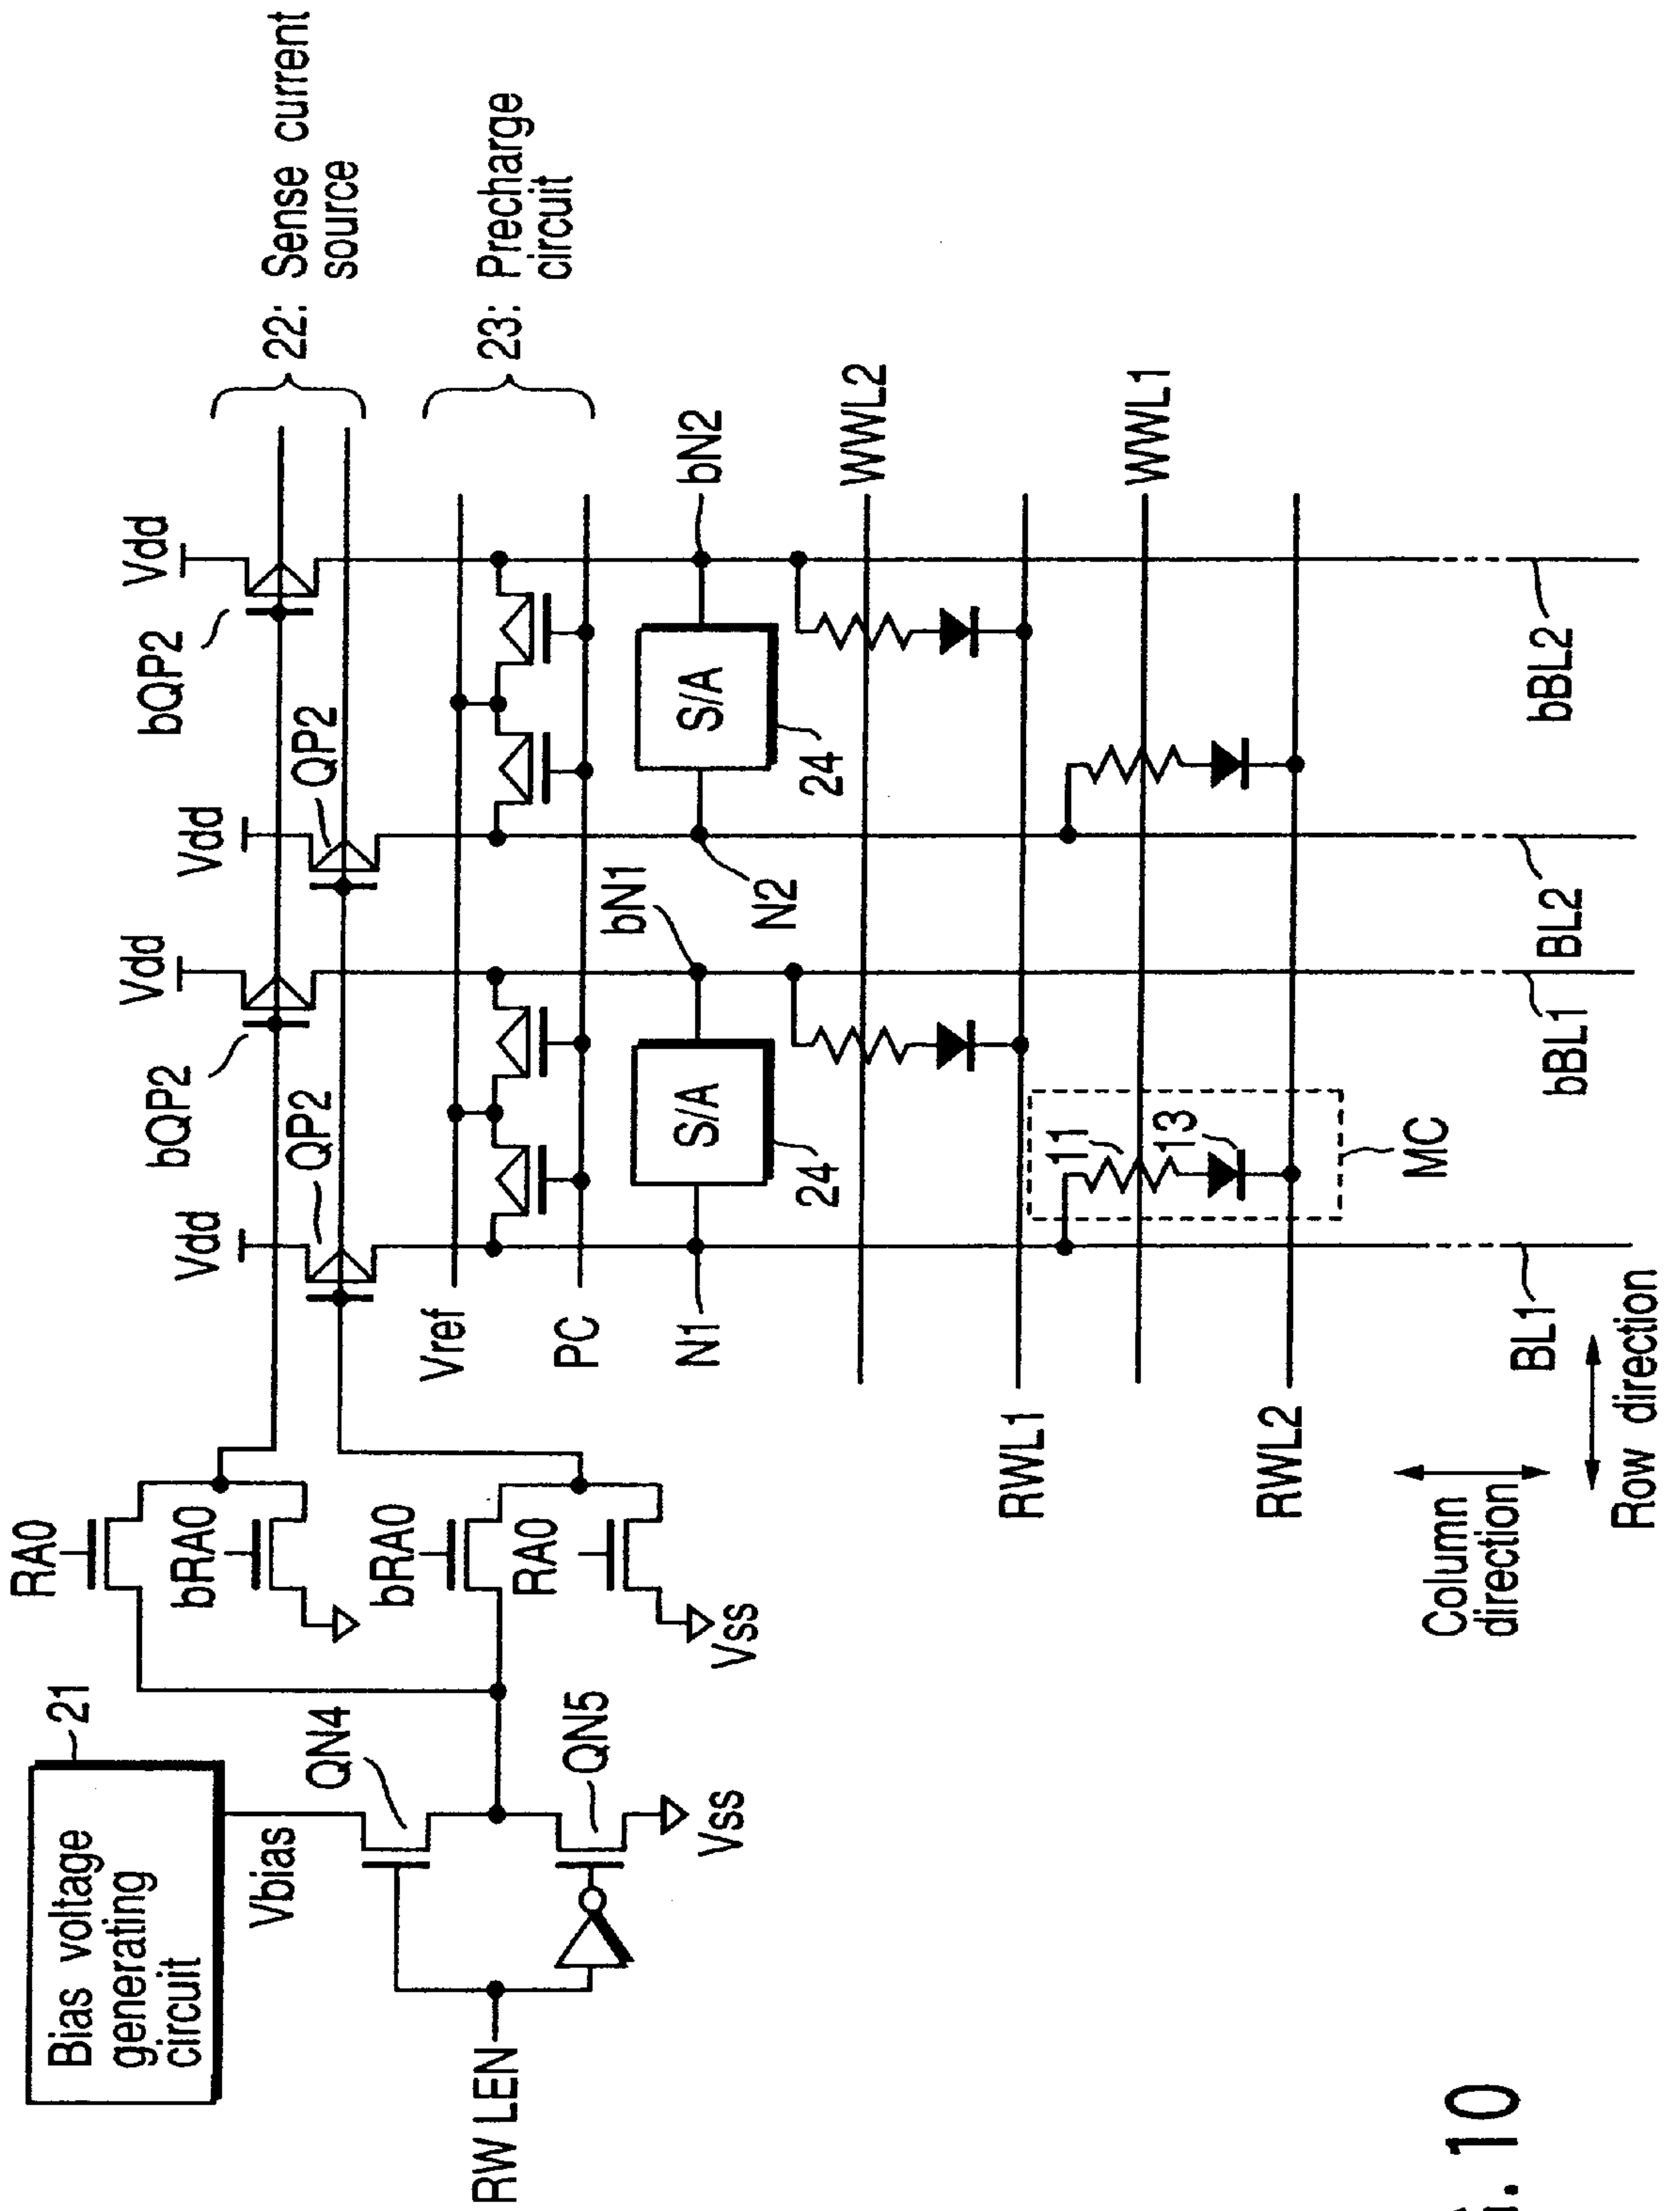 Bias voltage
generating
circuit
21
Vbias
QN4
QN5
Vss
RW LEN
RA0
bRA0
bRA0
RA0
Vss
Vdd
QP2
bQP2
Vdd
Vdd
QP2
bQP2
Vdd
22: Sense current
source
23: Precharge
circuit
Vref
PC
N1
S/A
24
bN1
N2
S/A
24
bN2
WWL2
RWL1
11
13
MC
WWL1
RWL2
BL1
bBL1
BL2
bBL2
Column
direction
Row direction
10